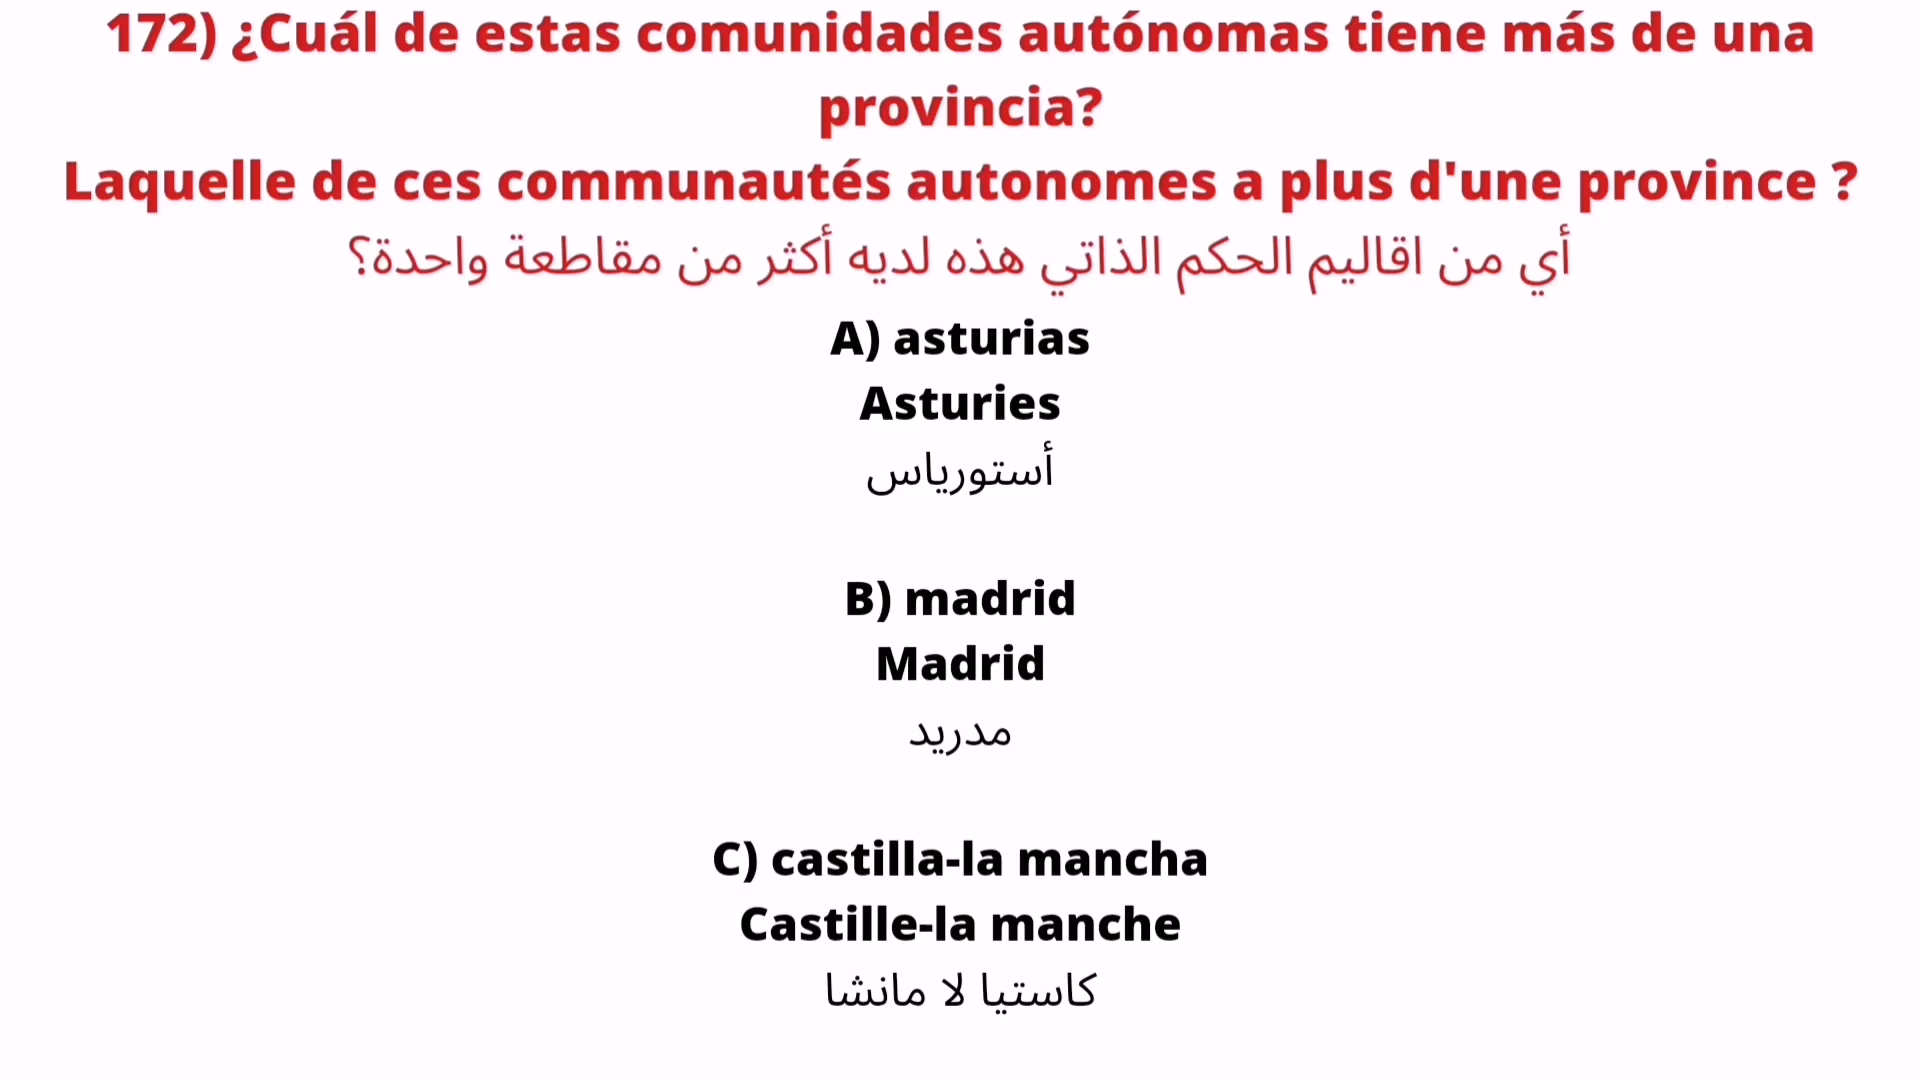 172) ¿Cuál de estas comunidades autónomas tiene más de una
provincia?
Laquelle de ces communautés autonomes a plus d'une province ?
أي من اقاليم الحكم الذاتي هذه لديه أكثر من مقاطعة واحدة؟
A) asturias
Asturies
أستورياس
B) madrid
Madrid
مدريد
C) castilla-la mancha
Castille-la manche
كاستيا لا مانشا